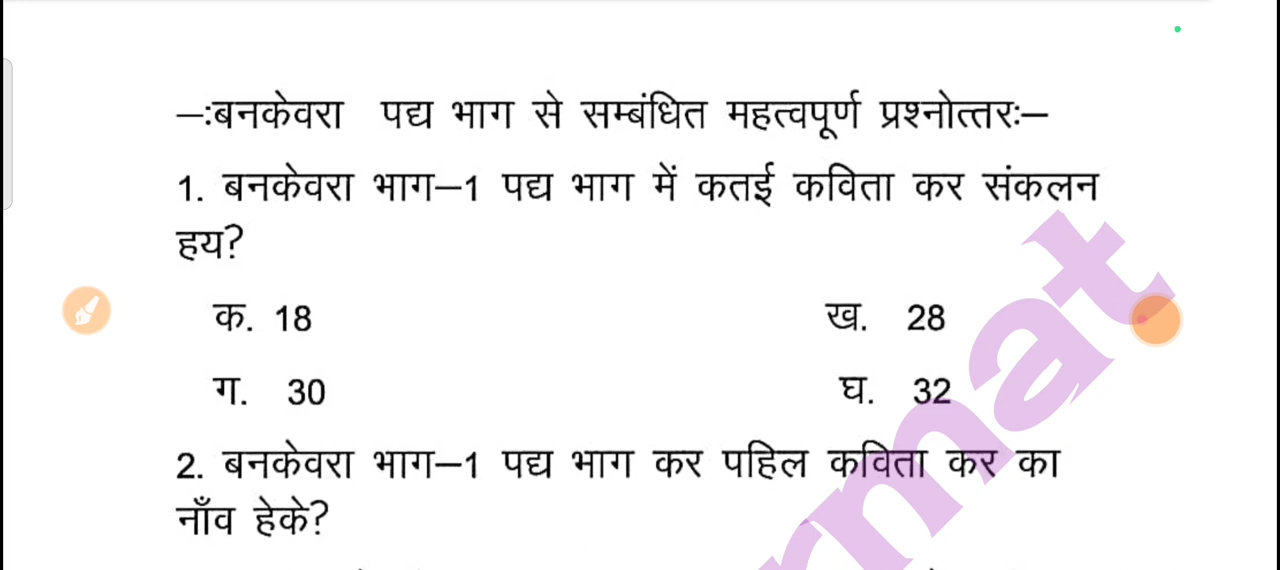 –:बनकेवरा पद्य भाग से सम्बंधित महत्वपूर्ण प्रश्नोत्तरः–
1. बनकेवरा भाग–1 पद्य भाग में कतई कविता कर संकलन
हय?
क. 18 ख. 28
ग. 30 घ. 32
2. बनकेवरा भाग–1 पद्य भाग कर पहिल कविता कर का
नाँव हेके?